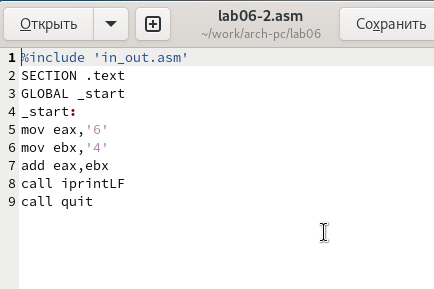 Открыть
lab06-2.asm
~/work/arch-pc/lab06
Сохранить
1 %include 'in_out.asm'
2 SECTION .text
3 GLOBAL _start
4 _start:
5 mov eax,'6'
6 mov ebx,'4'
7 add eax,ebx
8 call iprintLF
9 call quit